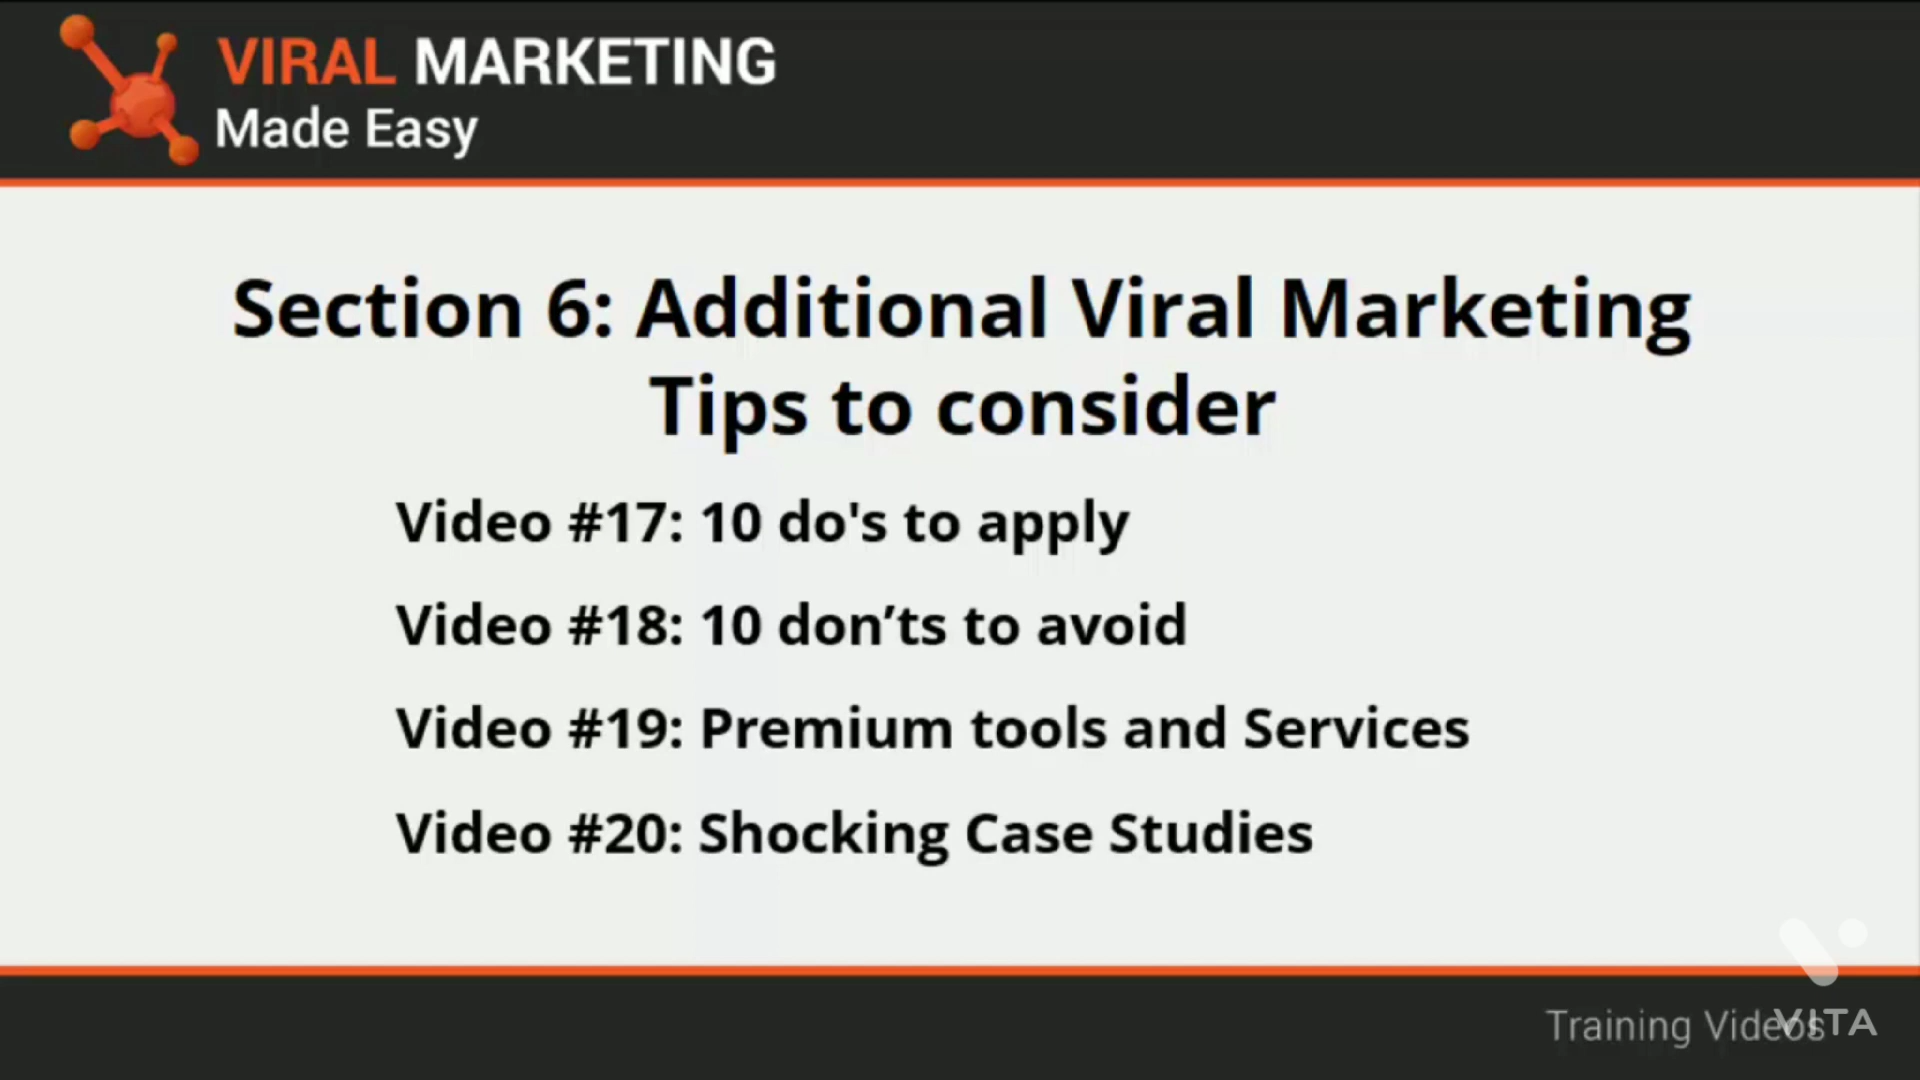 VIRAL MARKETING
Made Easy
Section 6: Additional Viral Marketing
Tips to consider
Video #17: 10 do's to apply
Video #18: 10 don’ts to avoid
Video #19: Premium tools and Services
Video #20: Shocking Case Studies
Training Videos
VITA